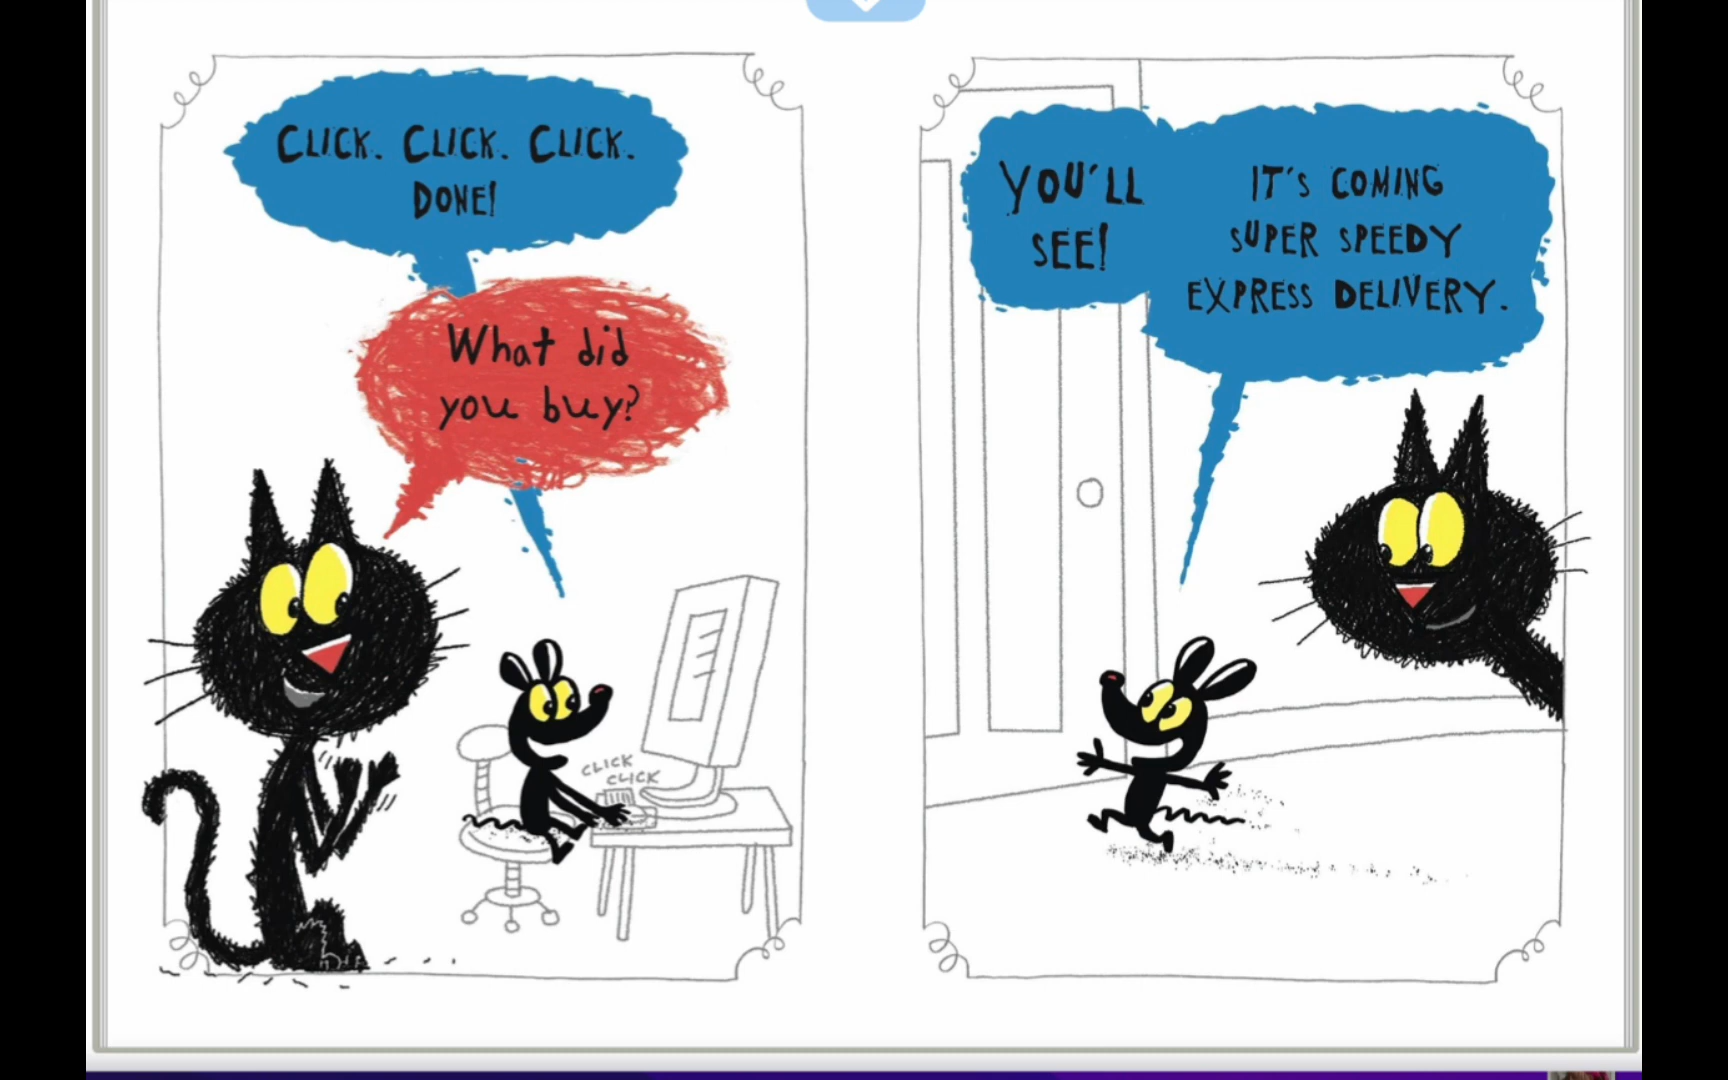 CLICK. CLICK. CLICK.
DONE!
What did
you buy?
CLICK
CLICK
YOU'LL
SEE!
IT'S COMING
SUPER SPEEDY
EXPRESS DELIVERY.